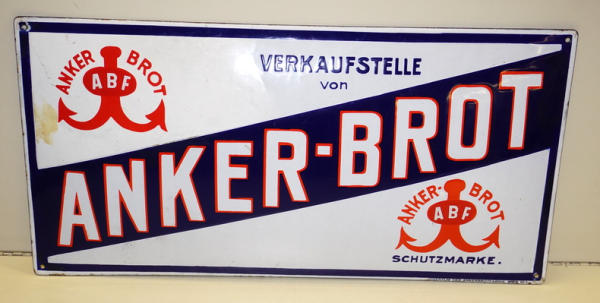 ANKER BROT
ABF
VERKAUFSTELLE
von
ANKER-BROT
ANKER-BROT
ABF
SCHUTZMARKE.